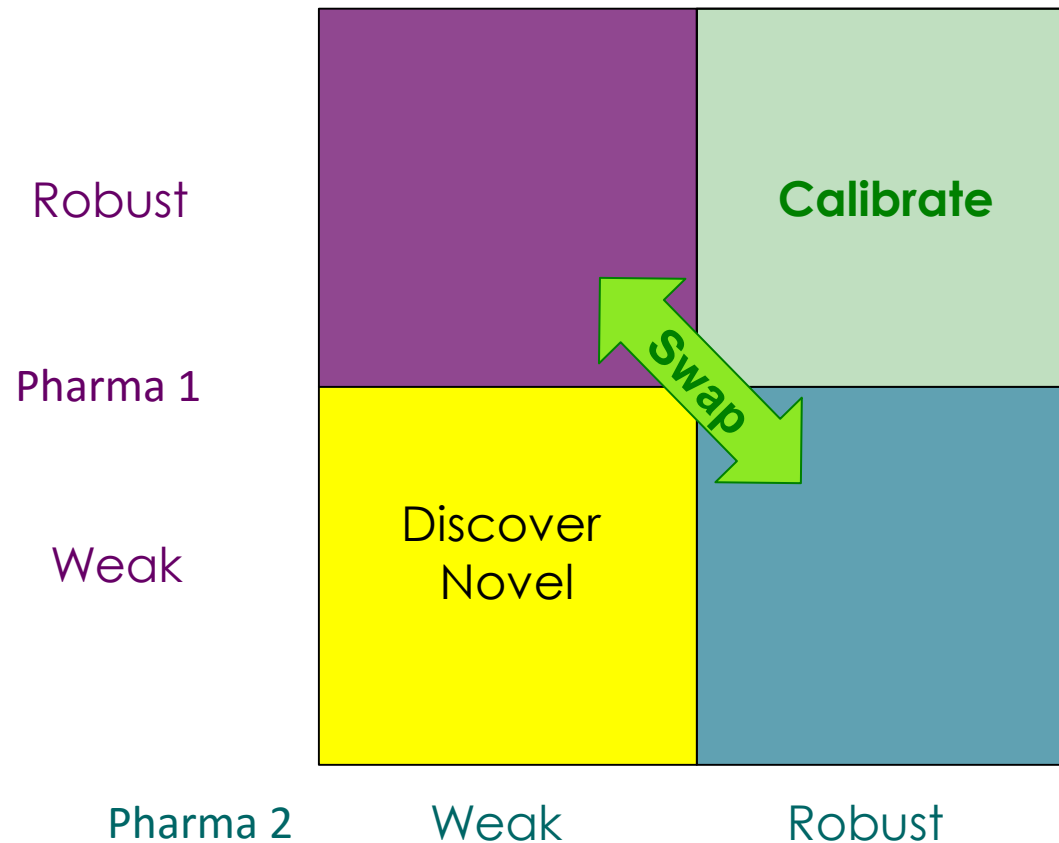 Robust
Calibrate
Swap
Pharma 1
Weak
Discover
Novel
Pharma 2
Weak
Robust